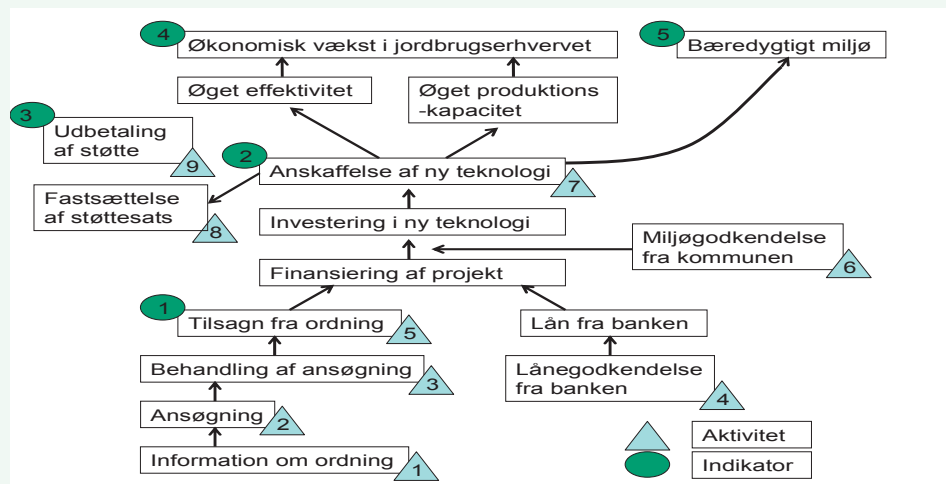 4
Økonomisk vækst i jordbrugserhvervet
5
Bæredygtigt miljø
Øget effektivitet
Øget produktions
-kapacitet
3
Udbetaling
af støtte
9
2
Anskaffelse af ny teknologi
7
Fastsættelse
af støttesats
8
Investering i ny teknologi
Miljøgodkendelse
fra kommunen
6
Finansiering af projekt
1
Tilsagn fra ordning
5
Lån fra banken
Behandling af ansøgning
3
Lånegodkendelse
fra banken
4
Ansøgning
2
Aktivitet
Information om ordning
1
Indikator